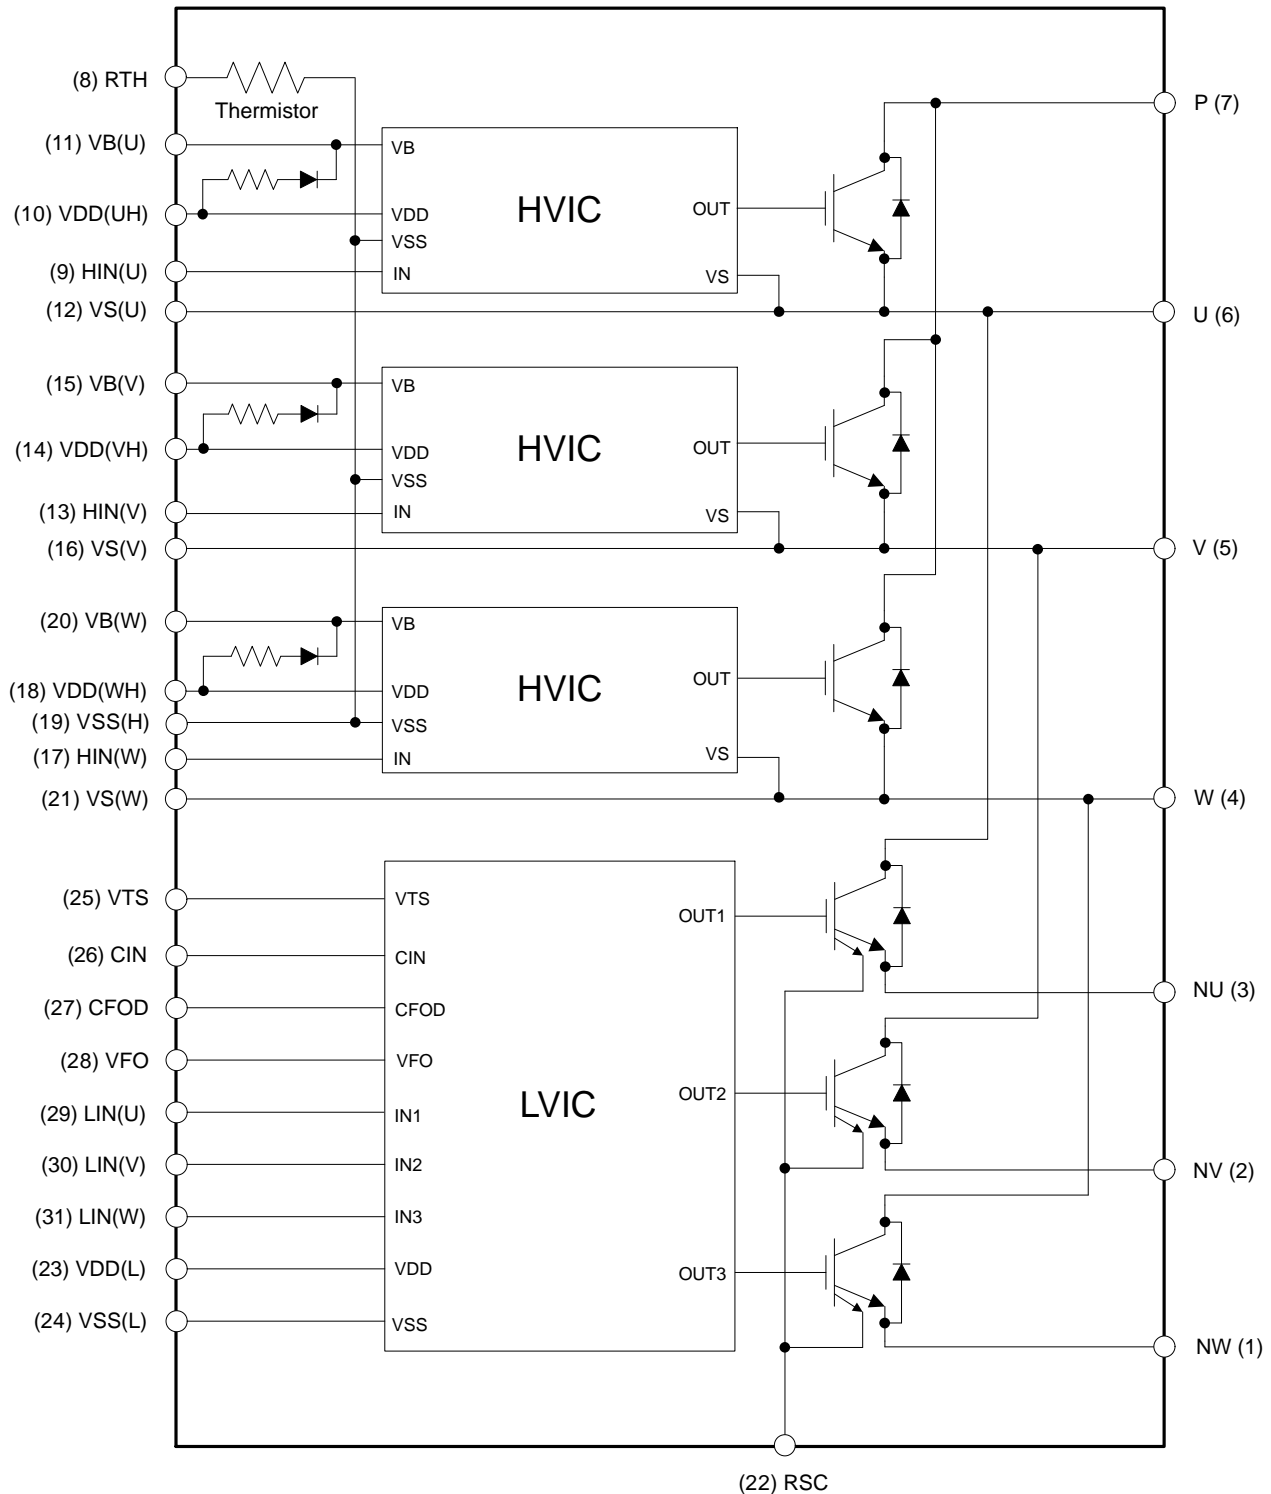 (8) RTH
Thermistor
P (7)
(11) VB(U)
VB
(10) VDD(UH)
VDD
HVIC
OUT
VSS
(9) HIN(U)
IN
VS
(12) VS(U)
U (6)
(15) VB(V)
VB
(14) VDD(VH)
VDD
HVIC
OUT
VSS
(13) HIN(V)
IN
VS
(16) VS(V)
V (5)
(20) VB(W)
VB
(18) VDD(WH)
VDD
HVIC
OUT
(19) VSS(H)
VSS
(17) HIN(W)
IN
VS
(21) VS(W)
W (4)
(25) VTS
VTS
OUT1
(26) CIN
CIN
NU (3)
(27) CFOD
CFOD
(28) VFO
VFO
LVIC
OUT2
(29) LIN(U)
IN1
(30) LIN(V)
IN2
NV (2)
(31) LIN(W)
IN3
(23) VDD(L)
VDD
OUT3
(24) VSS(L)
VSS
NW (1)
(22) RSC